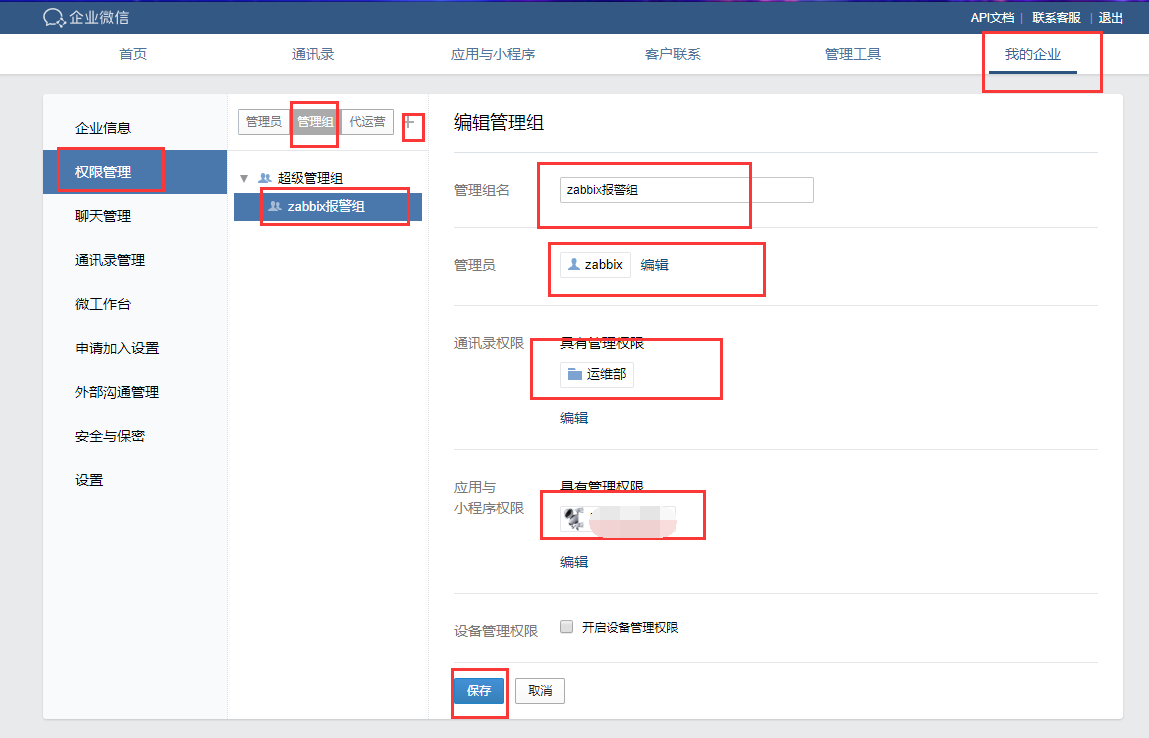 企业微信
API文档 | 联系客服 | 退出
首页 通讯录 应用与小程序 客户联系 管理工具 我的企业
企业信息
权限管理
聊天管理
通讯录管理
微工作台
申请加入设置
外部沟通管理
安全与保密
设置
管理员 管理组 代运营 +
超级管理组
zabbix报警组
编辑管理组
管理组名 zabbix报警组
管理员 zabbix 编辑
通讯录权限 具有管理权限
运维部
编辑
应用与 具有管理权限
小程序权限
编辑
设备管理权限 开启设备管理权限
保存 取消